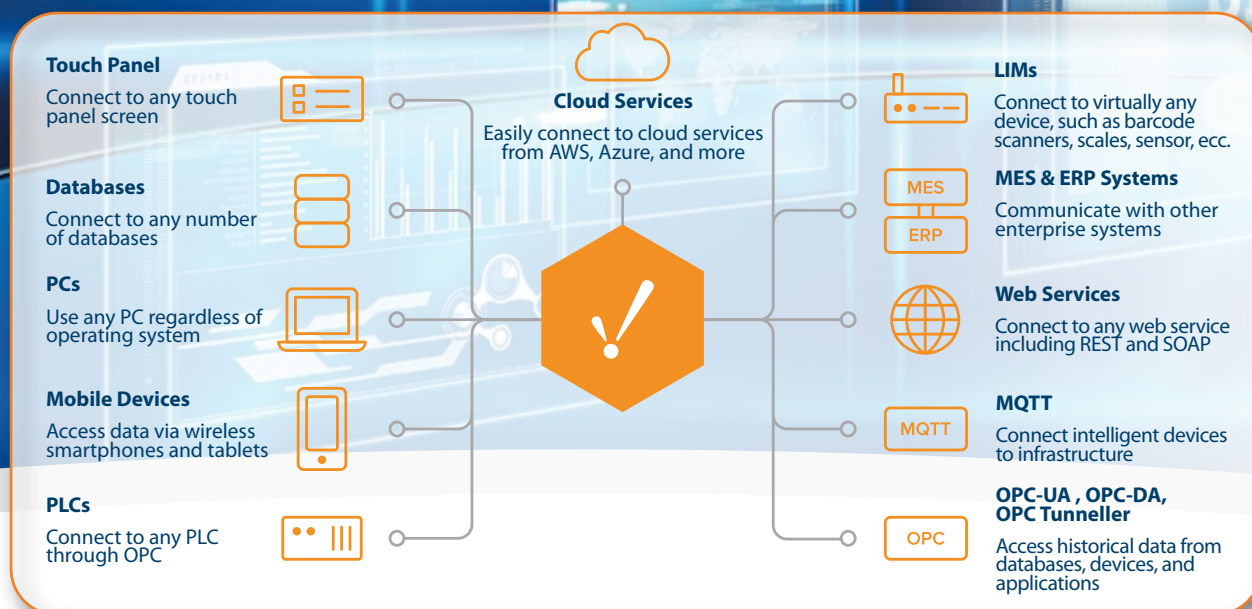 Touch Panel
Connect to any touch
panel screen
Databases
Connect to any number
of databases
PCs
Use any PC regardless of
operating system
Mobile Devices
Access data via wireless
smartphones and tablets
PLCs
Connect to any PLC
through OPC
Cloud Services
Easily connect to cloud services
from AWS, Azure, and more
LIMs
Connect to virtually any
device, such as barcode
scanners, scales, sensor, ecc.
MES
ERP
MES & ERP Systems
Communicate with other
enterprise systems
Web Services
Connect to any web service
including REST and SOAP
MQTT
MQTT
Connect intelligent devices
to infrastructure
OPC
OPC-UA , OPC-DA,
OPC Tunneller
Access historical data from
databases, devices, and
applications